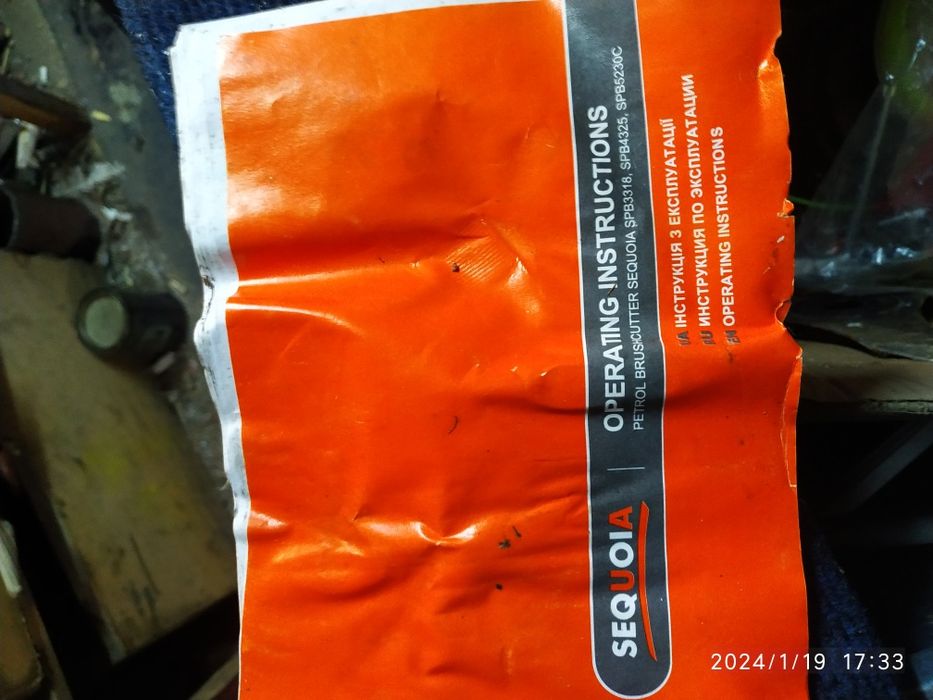 SEQUOIA
OPERATING INSTRUCTIONS
PETROL BRUSHCUTTER SEQUOIA SPB3318, SPB4325, SPB5230C
UA ІНСТРУКЦІЯ З ЕКСПЛУАТАЦІЇ
RU ИНСТРУКЦИЯ ПО ЭКСПЛУАТАЦИИ
EN OPERATING INSTRUCTIONS
2024/1/19 17:33